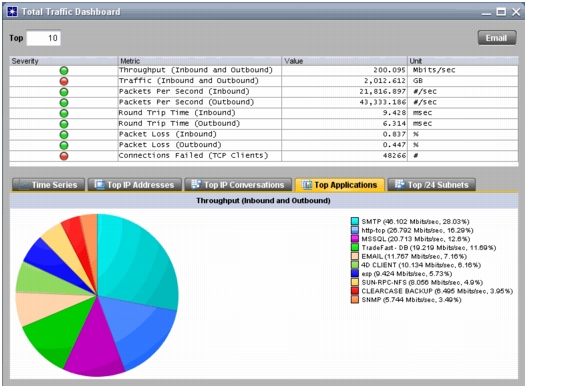 Total Traffic Dashboard
Top 10 Email
Severity Metric Value Unit
Throughput (Inbound and Outbound) 200.095 Mbits/sec
Traffic (Inbound and Outbound) 2,012.612 GB
Packets Per Second (Inbound) 21,816.897 #/sec
Packets Per Second (Outbound) 43,333.186 #/sec
Round Trip Time (Inbound) 9.428 msec
Round Trip Time (Outbound) 6.314 msec
Packet Loss (Inbound) 0.837 %
Packet Loss (Outbound) 0.447 %
Connections Failed (TCP Clients) 48266 #
Time Series Top IP Addresses Top IP Conversations Top Applications Top /24 Subnets
Throughput (Inbound and Outbound)
SMTP (46.102 Mbits/sec, 28.03%)
http-top (26.792 Mbits/sec, 16.29%)
MSSQL (20.713 Mbits/sec, 12.6%)
TradeFast - DB (19.219 Mbits/sec, 11.69%)
EMAIL (11.767 Mbits/sec, 7.16%)
4D CLIENT (10.134 Mbits/sec, 6.16%)
esp (9.424 Mbits/sec, 5.73%)
SUN-RPC-NFS (8.056 Mbits/sec, 4.9%)
CLEARCASE BACKUP (6.495 Mbits/sec, 3.95%)
SNMP (5.744 Mbits/sec, 3.49%)